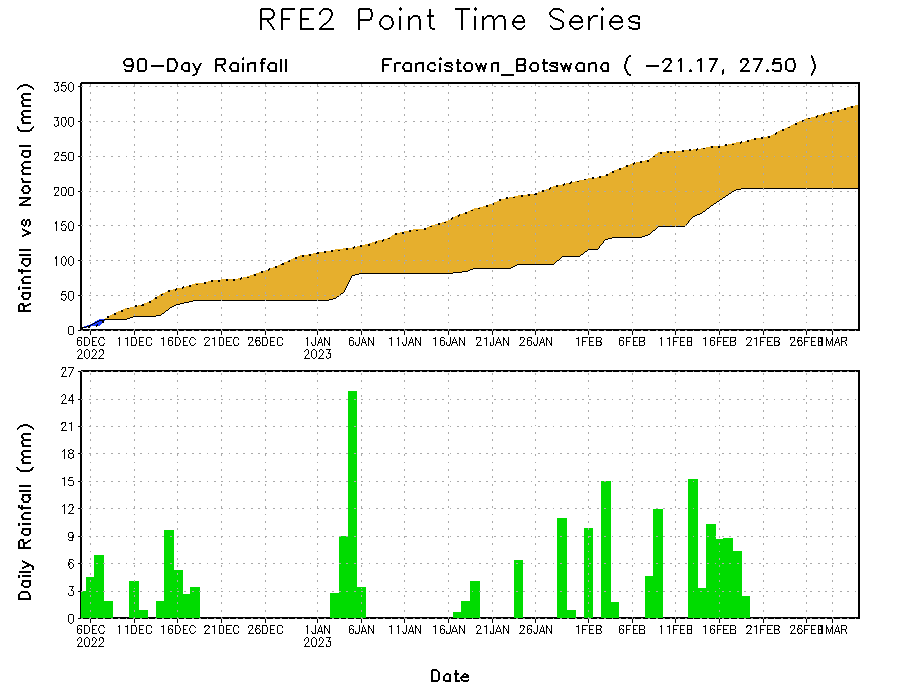 RFE2 Point Time Series
90-Day Rainfall Francistown_Botswana ( -21.17, 27.50 )
Rainfall vs Normal (mm)
350
300
250
200
150
100
50
0
6DEC 11DEC 16DEC 21DEC 26DEC 1JAN 6JAN 11JAN 16JAN 21JAN 26JAN 1FEB 6FEB 11FEB 16FEB 21FEB 26FEB 1MAR
2022 2023
Daily Rainfall (mm)
27
24
21
18
15
12
9
6
3
0
6DEC 11DEC 16DEC 21DEC 26DEC 1JAN 6JAN 11JAN 16JAN 21JAN 26JAN 1FEB 6FEB 11FEB 16FEB 21FEB 26FEB 1MAR
2022 2023
Date